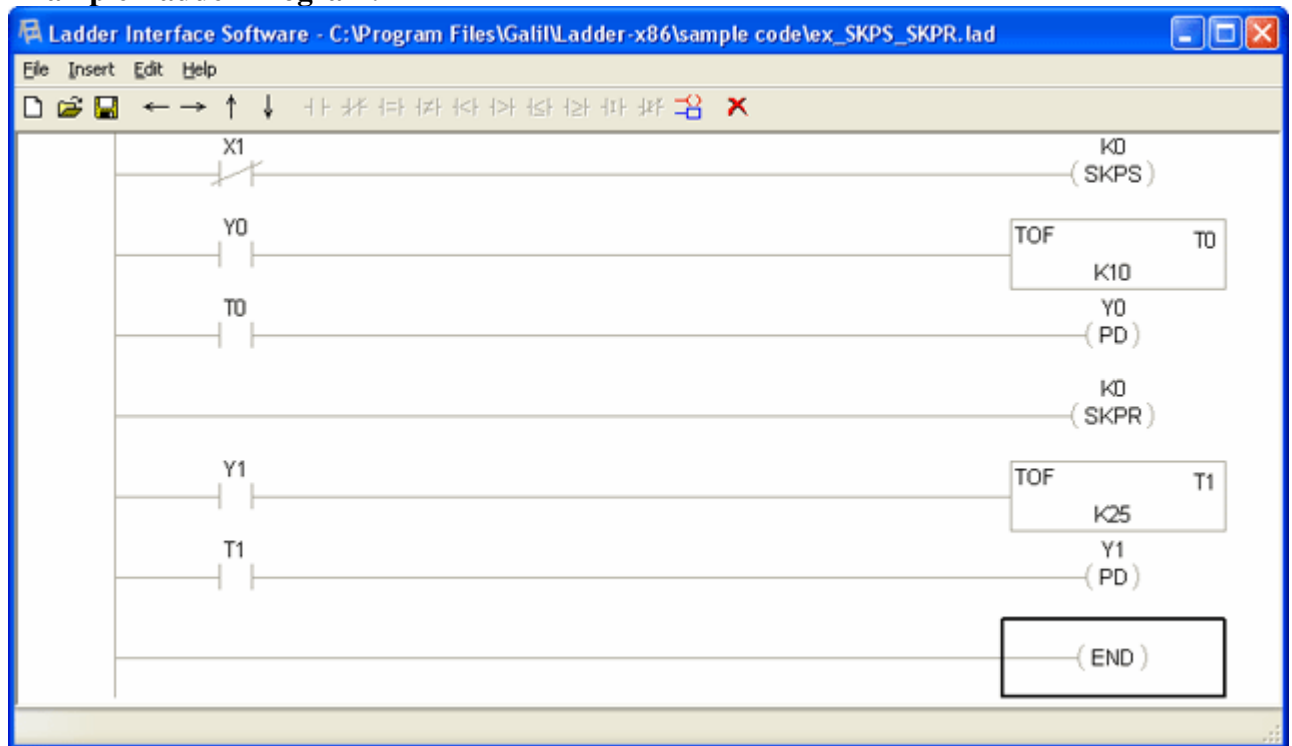 Ladder Interface Software - C:\Program Files\Galil\Ladder-x86\sample code\ex_SKPS_SKPR.lad
File Insert Edit Help
X1 K0
( SKPS )
Y0 TOF T0
K10
T0 Y0
( PD )
K0
( SKPR )
Y1 TOF T1
K25
T1 Y1
( PD )
( END )